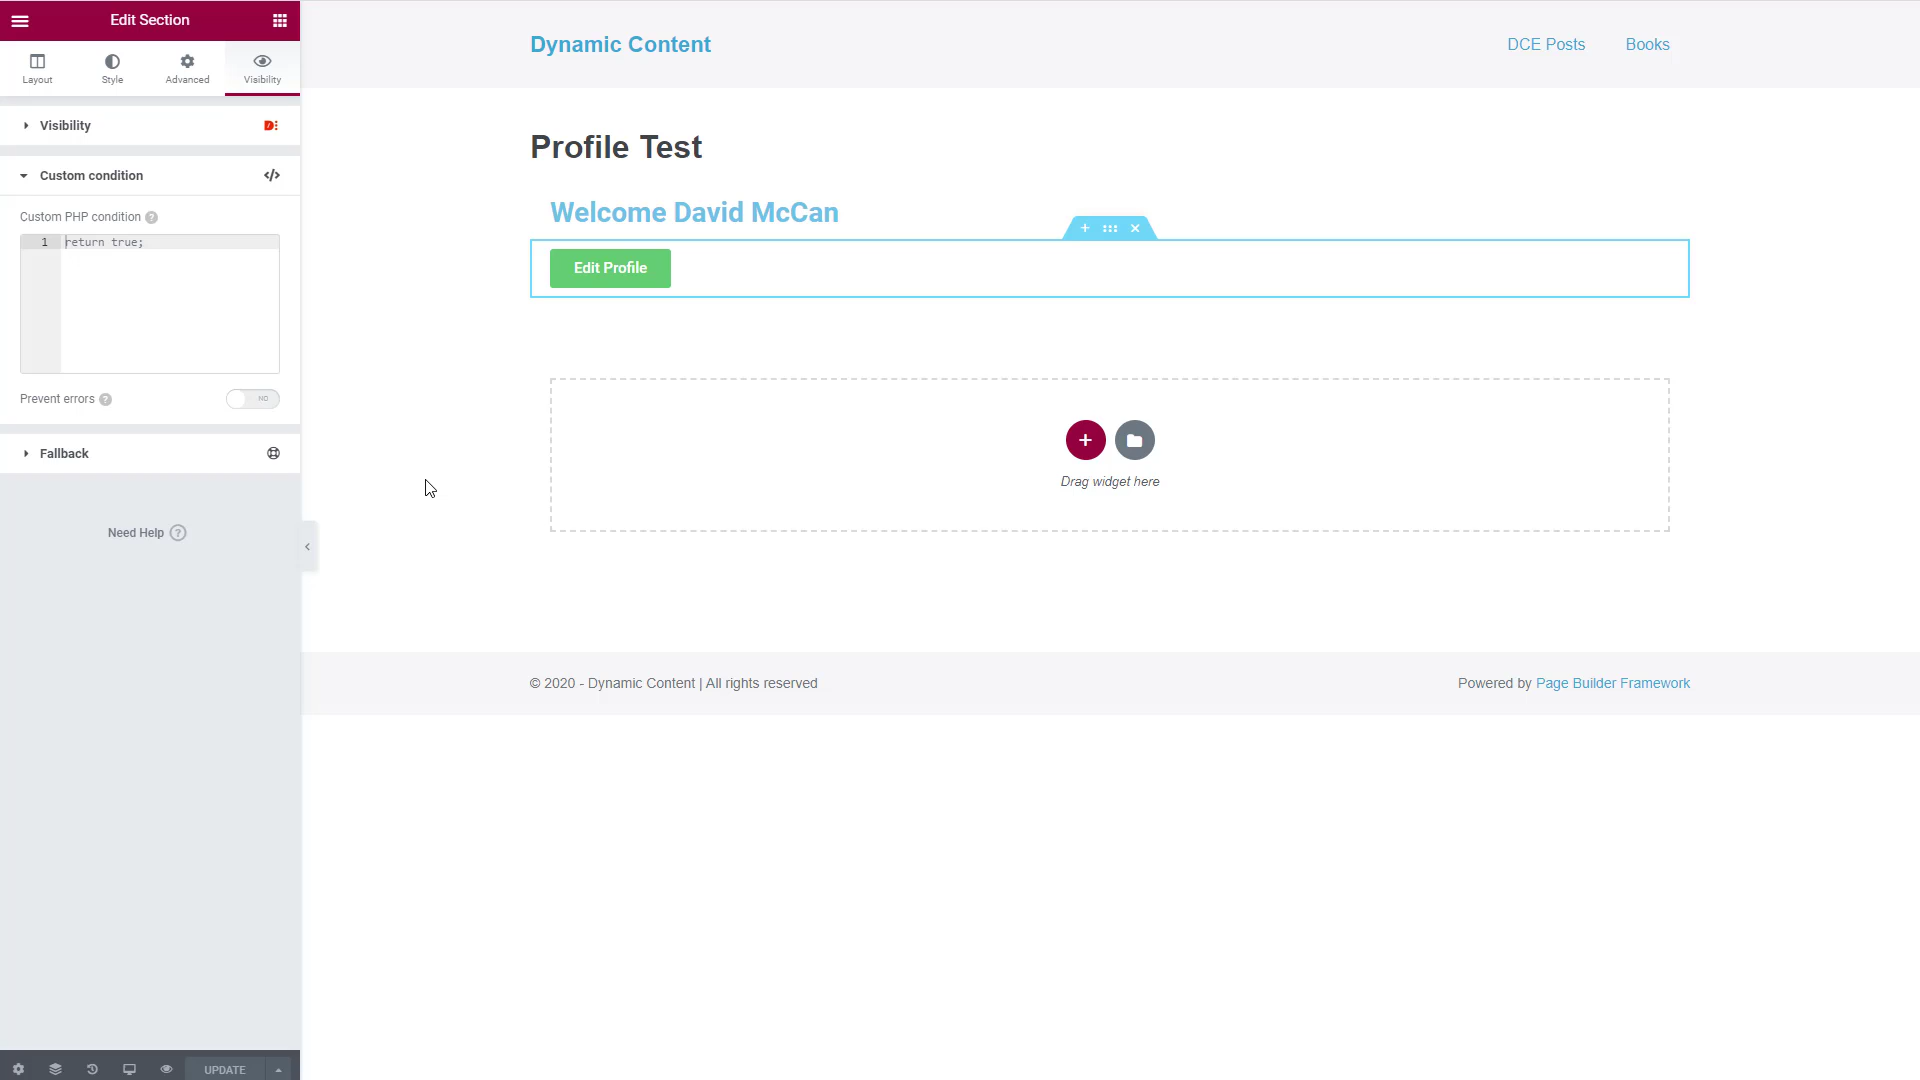 Edit Section
Layout
Style
Advanced
Visibility
Visibility
Custom condition
Custom PHP condition
1 return true;
Prevent errors
NO
Fallback
Need Help
UPDATE
Dynamic Content
DCE Posts
Books
Profile Test
Welcome David McCan
Edit Profile
Drag widget here
© 2020 - Dynamic Content | All rights reserved
Powered by Page Builder Framework